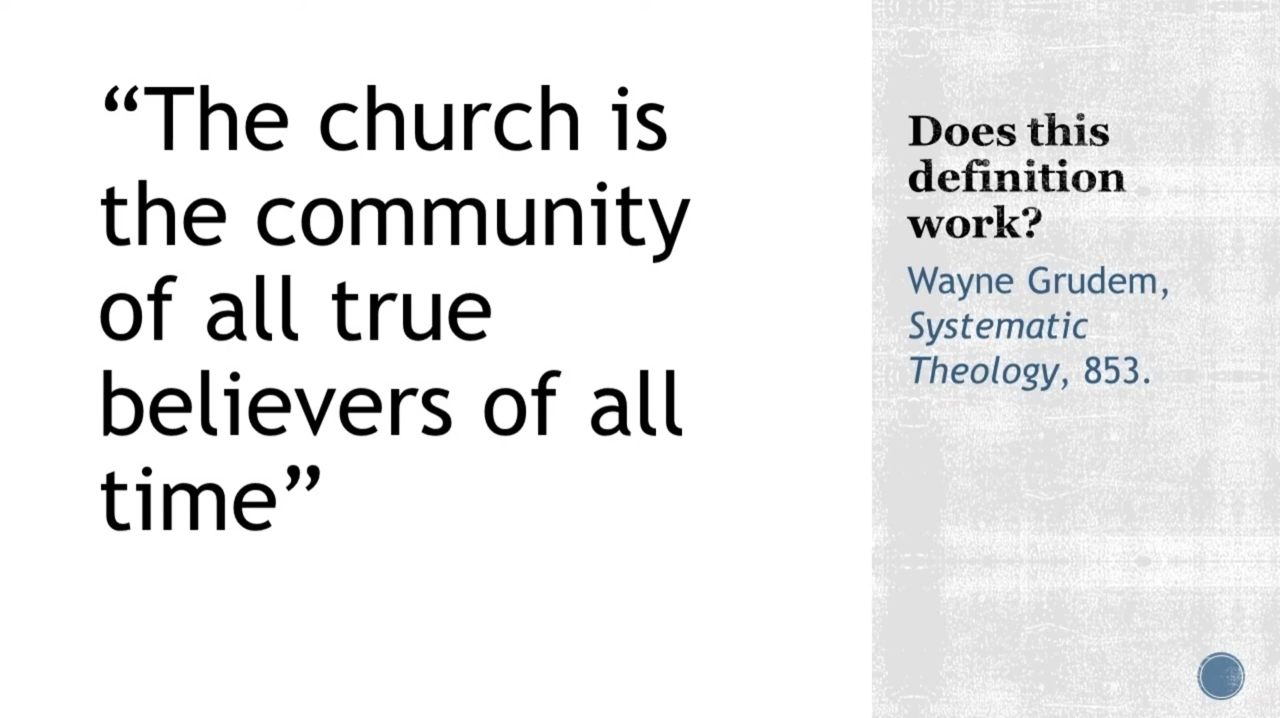 “The church is
the community
of all true
believers of all
time”
Does this
definition
work?
Wayne Grudem,
Systematic
Theology, 853.